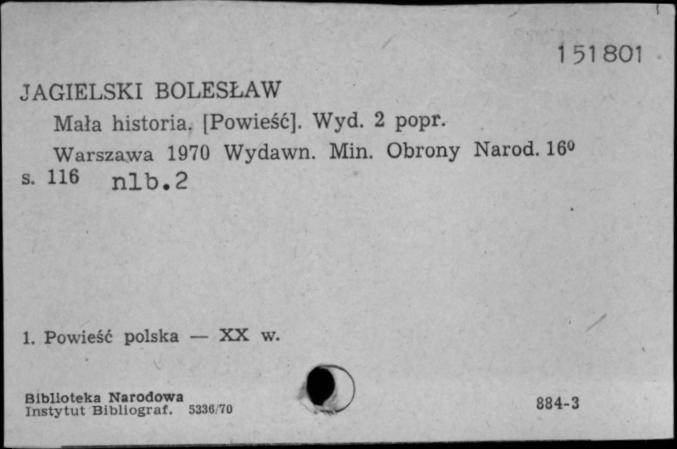 151801
JAGIELSKI BOLESŁAW
Mała historia. [Powieść]. Wyd. 2 popr.
Warszawa 1970 Wydawn. Min. Obrony Narod. 16º
s. 116 nlb.2
1. Powieść polska — XX w.
Biblioteka Narodowa
Instytut Bibliograf. 5336/70
884-3